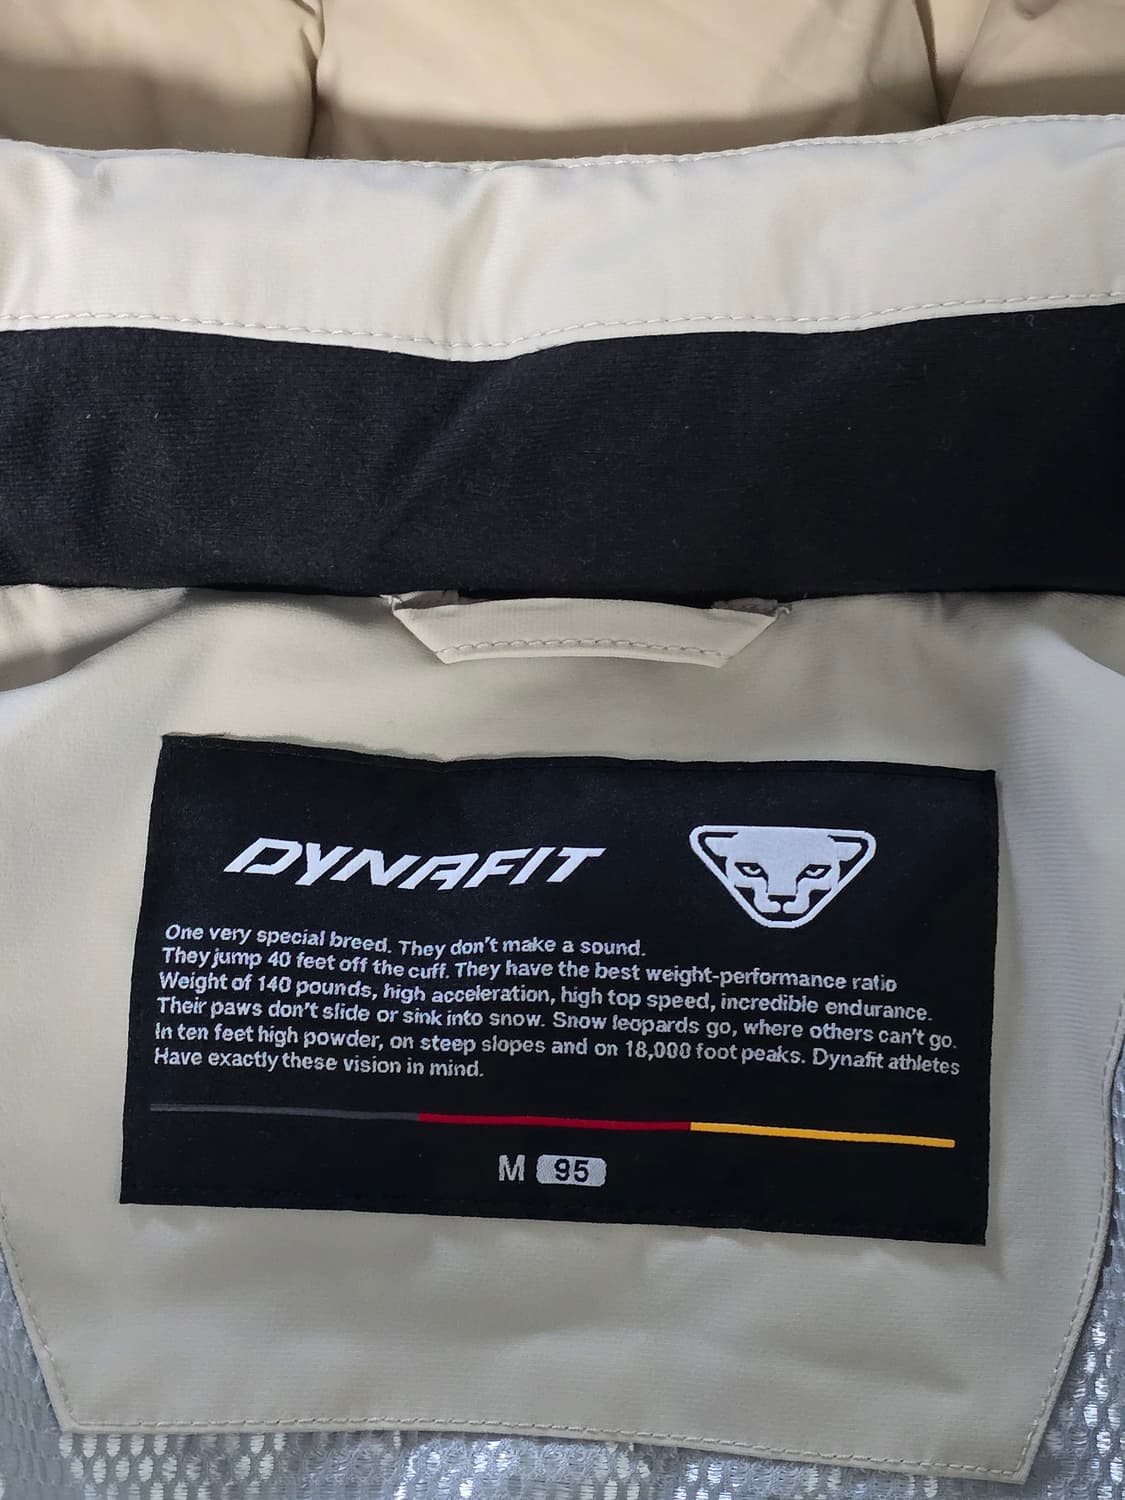 DYNAFIT
One very special breed. They don't make a sound.
They jump 40 feet off the cuff. They have the best weight-performance ratio
Weight of 140 pounds, high acceleration, high top speed, incredible endurance.
Their paws don't slide or sink into snow. Snow leopards go, where others can't go.
In ten feet high powder, on steep slopes and on 18,000 foot peaks. Dynafit athletes
Have exactly these vision in mind.
M 95